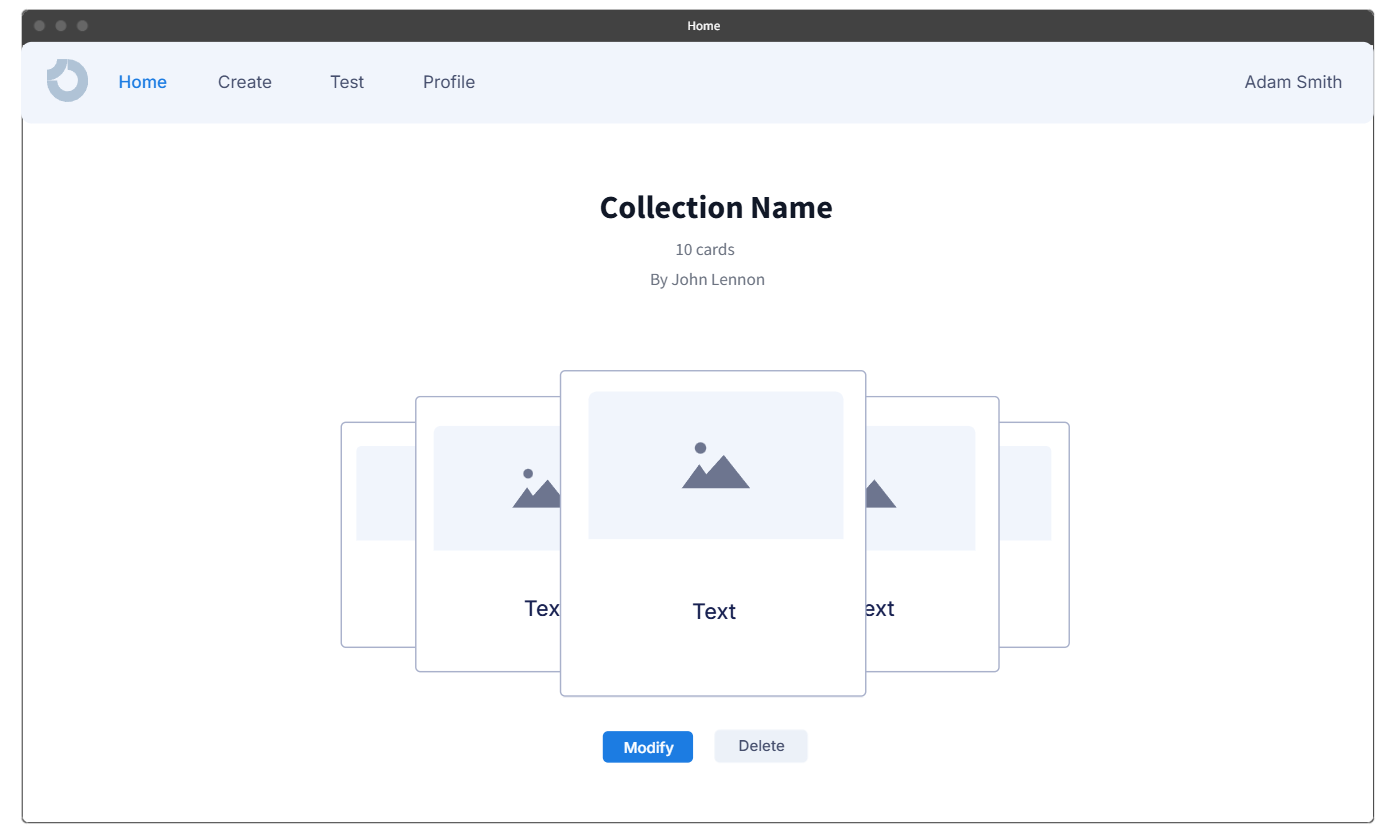 Home
Home Create Test Profile Adam Smith
Collection Name
10 cards
By John Lennon
Tex Text ext
Modify Delete